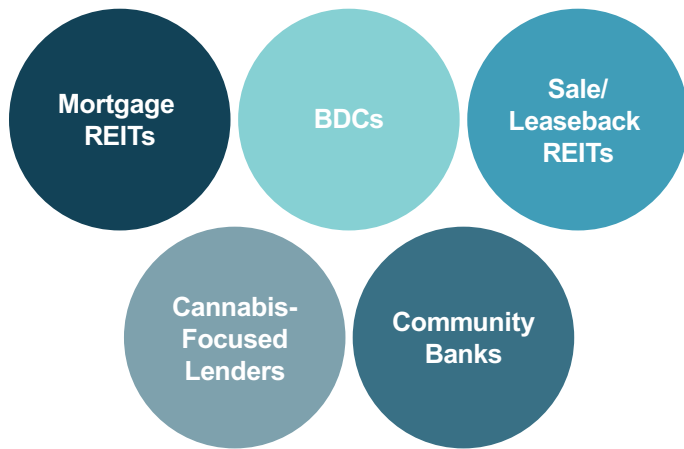 Mortgage
REITs
BDCs
Sale/
Leaseback
REITs
Cannabis-
Focused
Lenders
Community
Banks